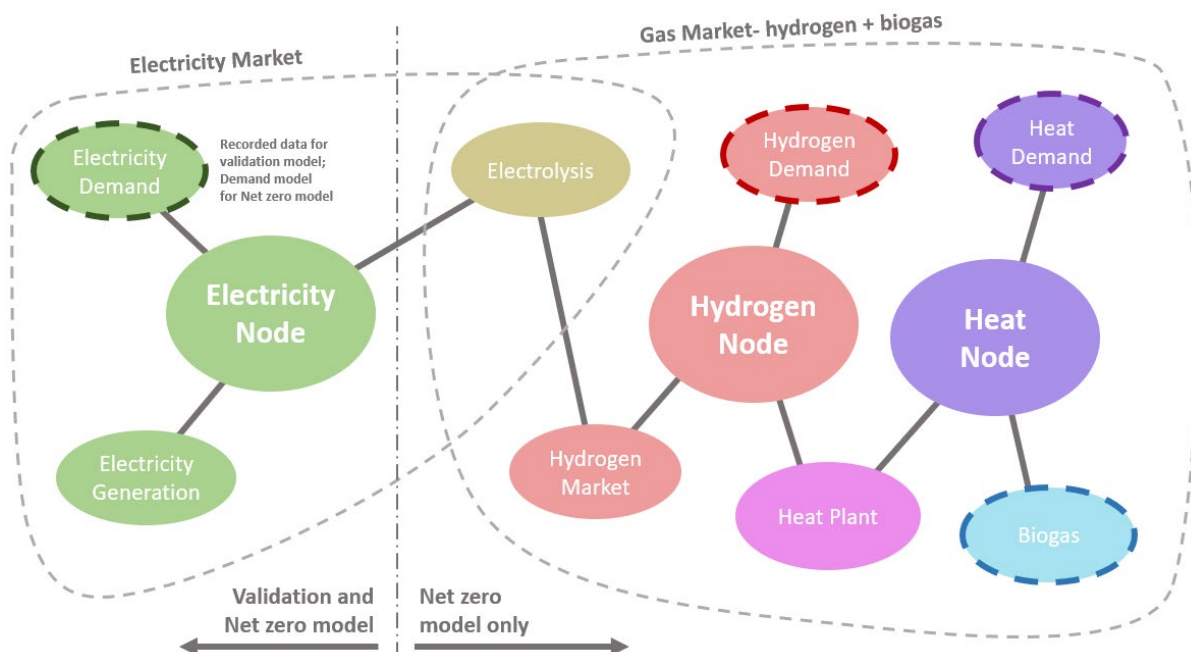 Gas Market- hydrogen + biogas
Electricity Market
Electricity
Demand
Recorded data for
validation model;
Demand model
for Net zero model
Electrolysis
Hydrogen
Demand
Heat
Demand
Electricity
Node
Hydrogen
Node
Heat
Node
Electricity
Generation
Hydrogen
Market
Heat Plant
Biogas
Validation and
Net zero model
Net zero
model only